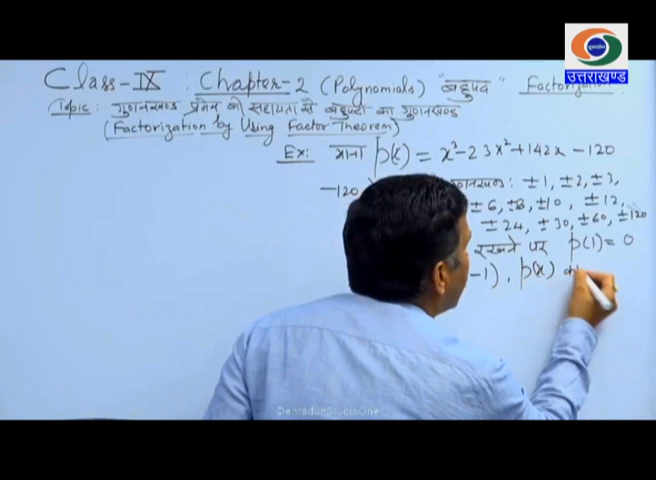 उत्तराखण्ड
Class-IX : Chapter-2 (Polynomials) "बहुपद" Factorization
Topic: गुणनखण्ड प्रमेय की सहायता से बहुपदों का गुणनखण्ड
(Factorization by Using Factor Theorem)
Ex: माना p(x) = x³-23x²+142x-120
-120 गुणनखण्ड: ±1, ±2, ±3,
±6, ±8, ±10, ±12,
±24, ±30, ±60, ±120
रखने पर p(1)=0
-1), p(x)
DehradunStudioOne